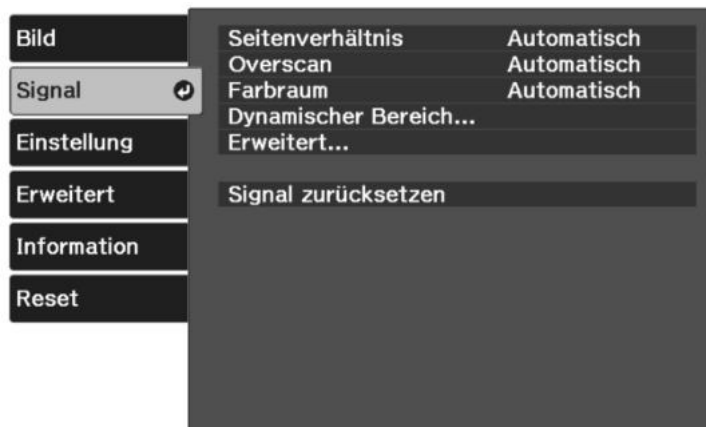 Bild
Signal
Einstellung
Erweitert
Information
Reset
Seitenverhältnis Automatisch
Overscan Automatisch
Farbraum Automatisch
Dynamischer Bereich...
Erweitert...
Signal zurücksetzen